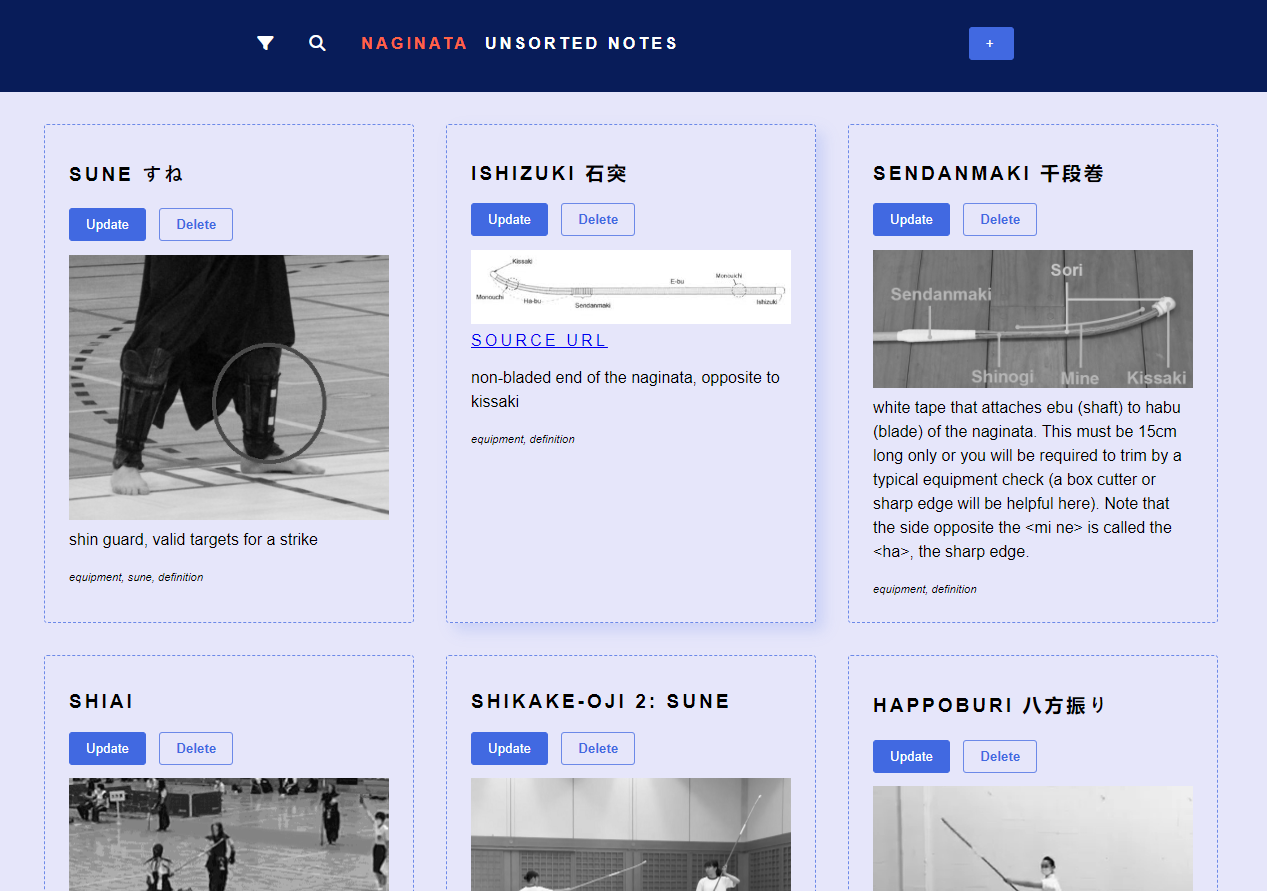 NAGINATA UNSORTED NOTES +
SUNE すね
Update Delete
shin guard, valid targets for a strike
equipment, sune, definition
ISHIZUKI 石突
Update Delete
Kissaki
Monouchi
Ha-bu
Sendanmaki
E-bu
Monouchi
Ishizuki
SOURCE URL
non-bladed end of the naginata, opposite to
kissaki
equipment, definition
SENDANMAKI 千段巻
Update Delete
Sori
Sendanmaki
Shinogi Mine Kissaki
white tape that attaches ebu (shaft) to habu
(blade) of the naginata. This must be 15cm
long only or you will be required to trim by a
typical equipment check (a box cutter or
sharp edge will be helpful here). Note that
the side opposite the <mi ne> is called the
<ha>, the sharp edge.
equipment, definition
SHIAI
Update Delete
SHIKAKE-OJI 2: SUNE
Update Delete
HAPPOBURI 八方振り
Update Delete